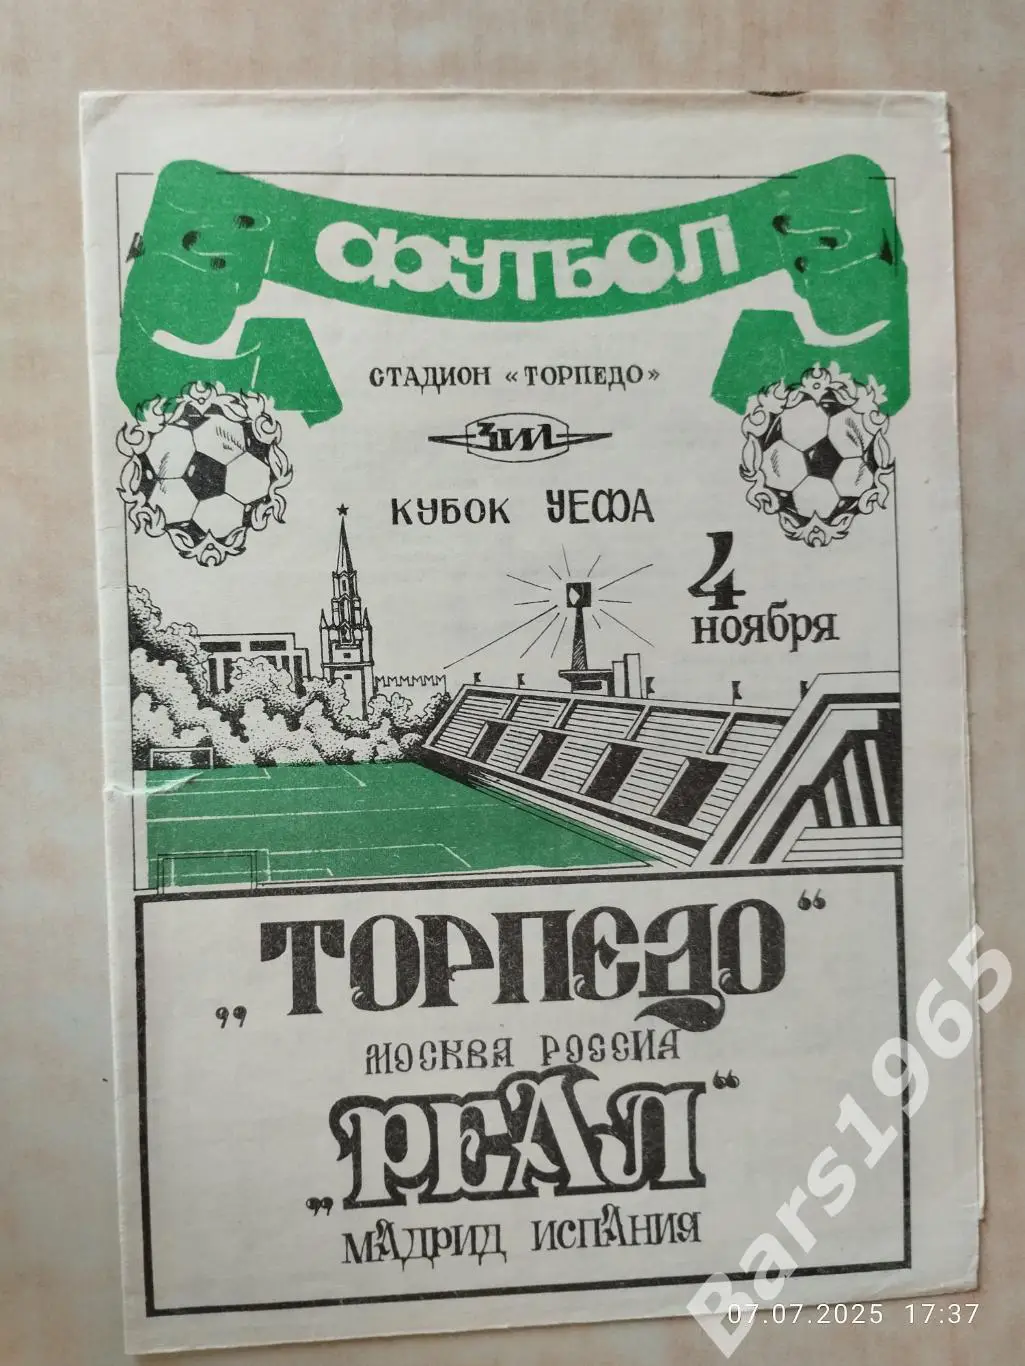 ФУТБОЛ
СТАДИОН «ТОРПЕДО»
ЗИЛ
КУБОК УЕФА
4
НОЯБРЯ
„ТОРПЕДО“
МОСКВА РОССИЯ
„РЕАЛ“
МАДРИД ИСПАНИЯ
Bars1965
07.07.2025 17:37